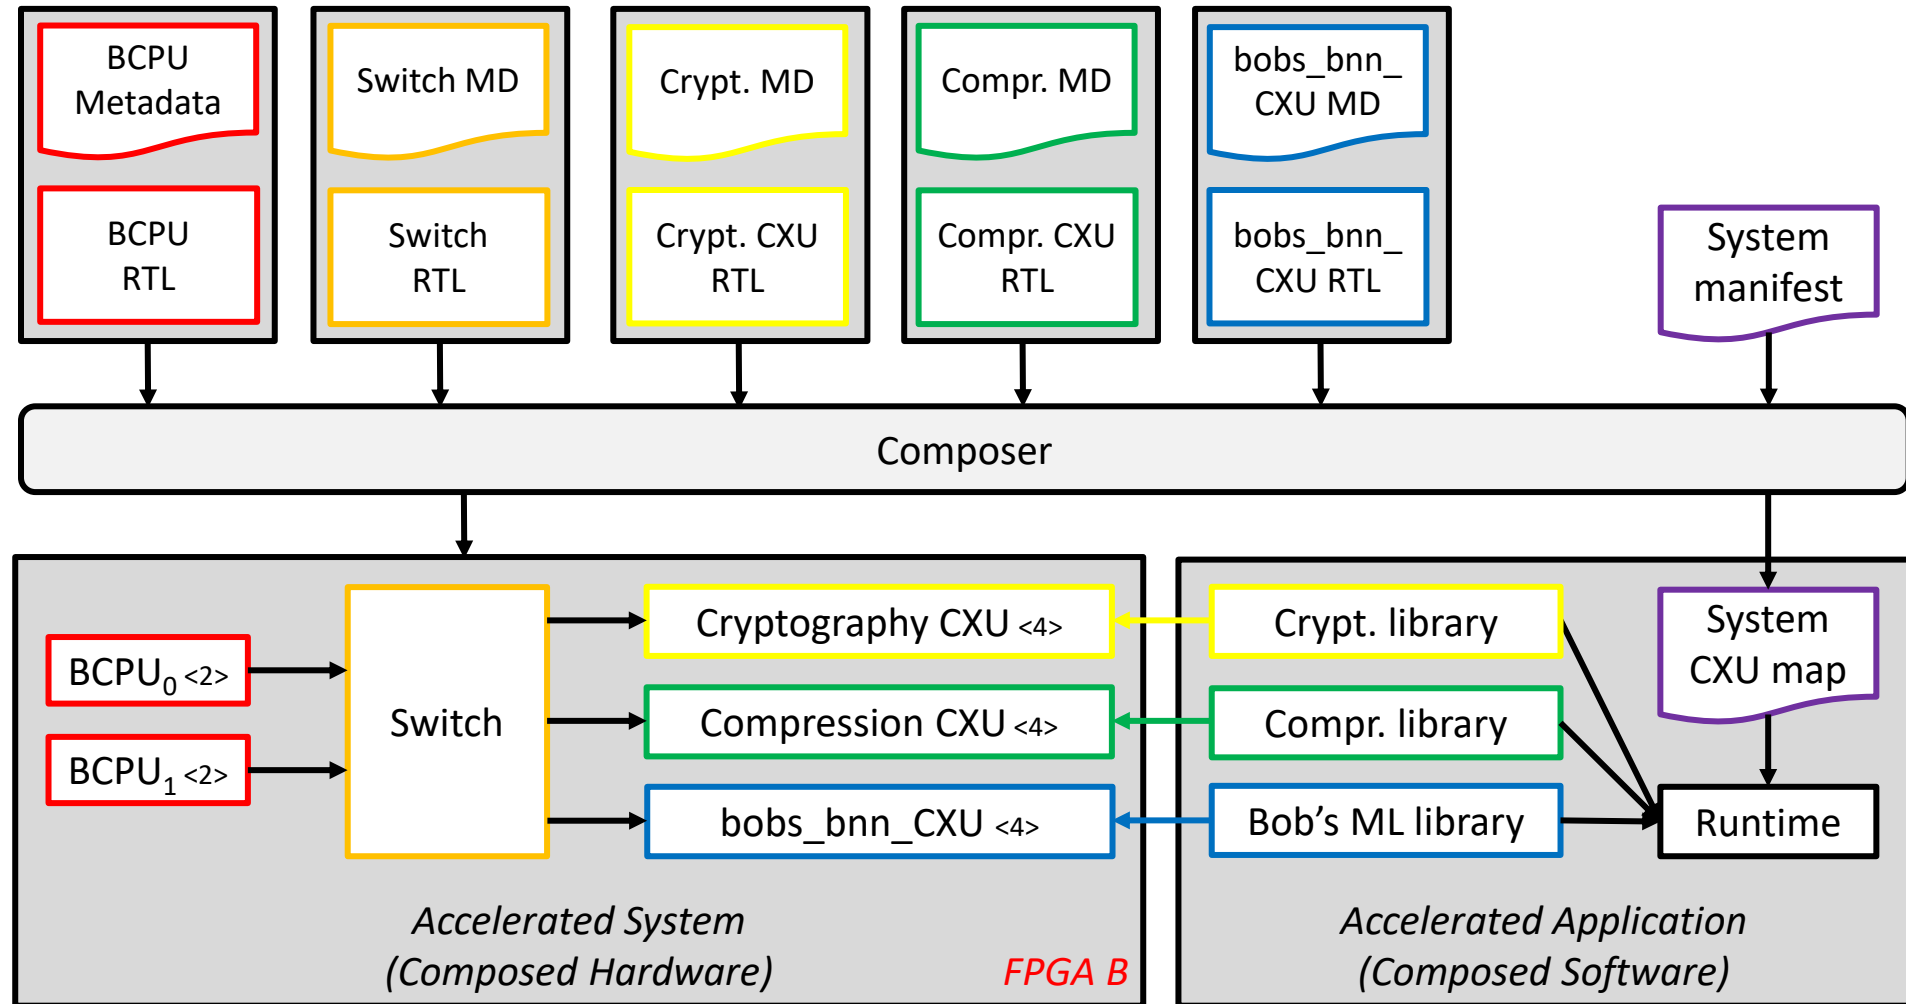 BCPU
Metadata
Switch MD
Crypt. MD
Compr. MD
bobs_bnn_
CXU MD
BCPU
RTL
Switch
RTL
Crypt. CXU
RTL
Compr. CXU
RTL
bobs_bnn_
CXU RTL
System
manifest
Composer
BCPU₀ <2>
BCPU₁ <2>
Switch
Cryptography CXU <4>
Compression CXU <4>
bobs_bnn_CXU <4>
Accelerated System
(Composed Hardware)
FPGA B
Crypt. library
Compr. library
Bob’s ML library
System
CXU map
Runtime
Accelerated Application
(Composed Software)